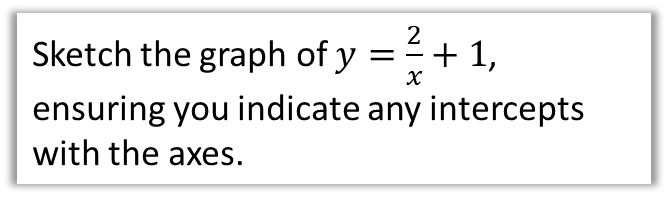 Sketch the graph of 𝑦 = 2/𝑥 + 1,
ensuring you indicate any intercepts
with the axes.